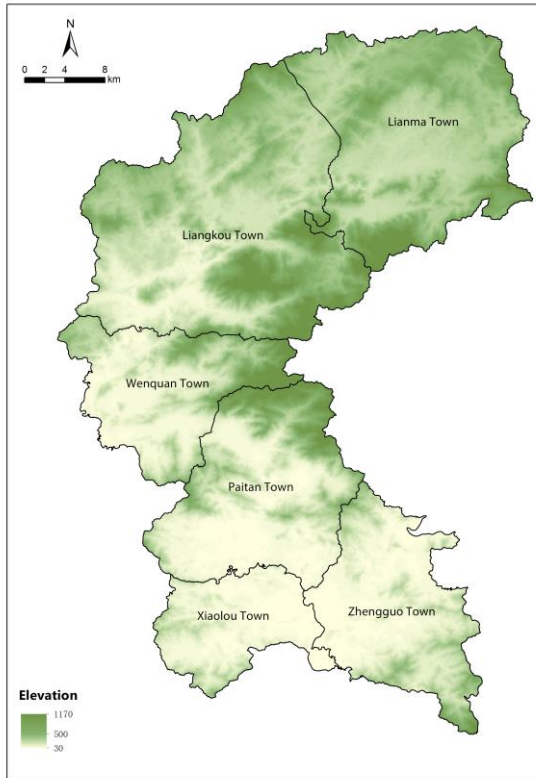 N
0 2 4 8
km
Lianma Town
Liangkou Town
Wenquan Town
Paitan Town
Xiaolou Town
Zhengguo Town
Elevation
1170
500
30